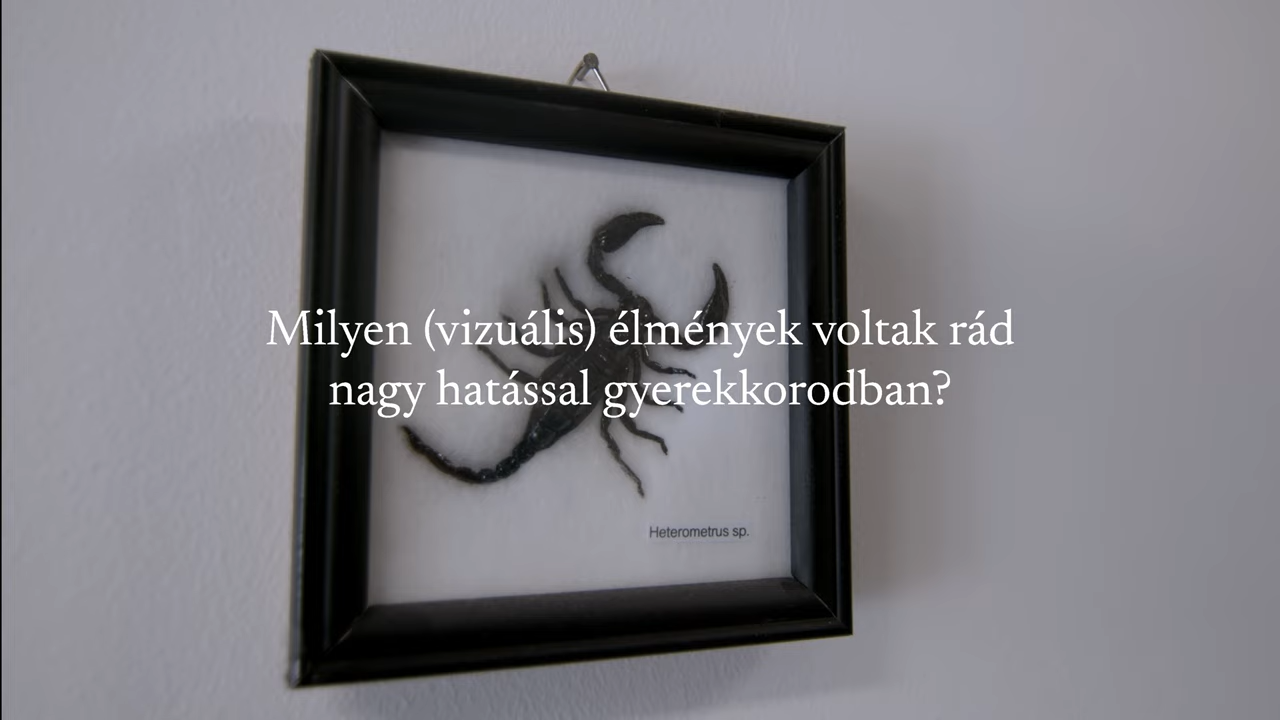 Milyen (vizuális) élmények voltak rád
nagy hatással gyerekkorodban?
Heterometrus sp.